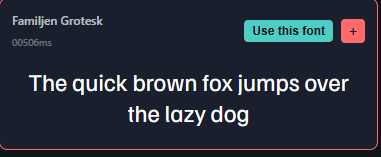 Familjen Grotesk
Use this font
+
00506ms
The quick brown fox jumps over
the lazy dog